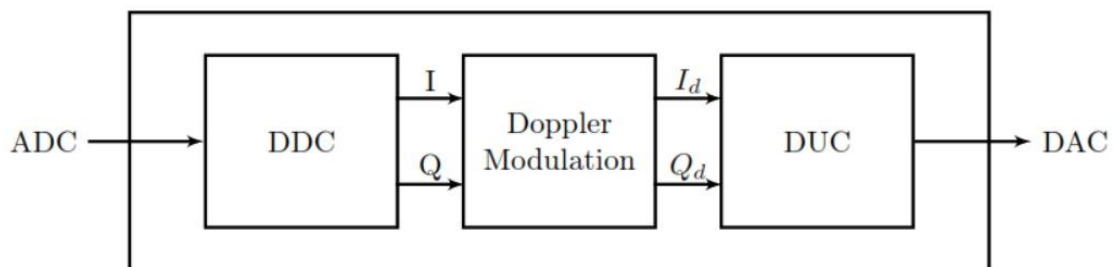 ADC
DDC
I
Q
Doppler
Modulation
I_d
Q_d
DUC
DAC